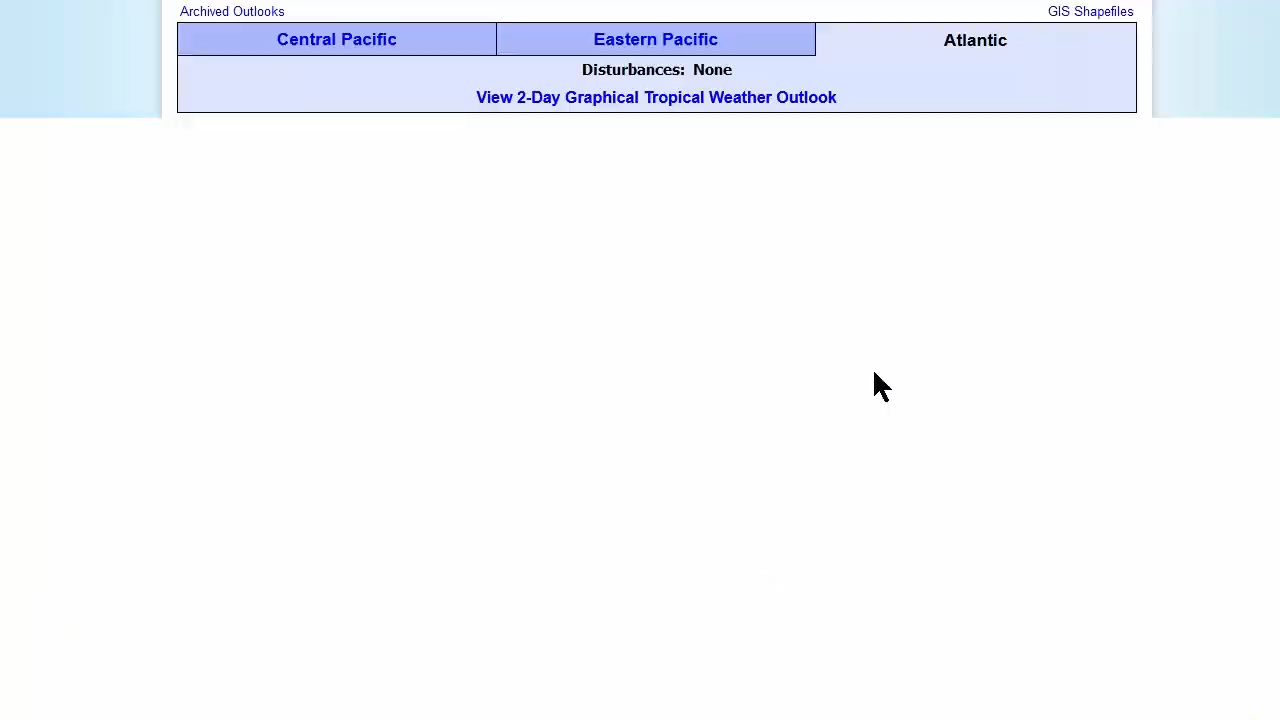 Archived Outlooks GIS Shapefiles
Central Pacific Eastern Pacific Atlantic
Disturbances: None
View 2-Day Graphical Tropical Weather Outlook